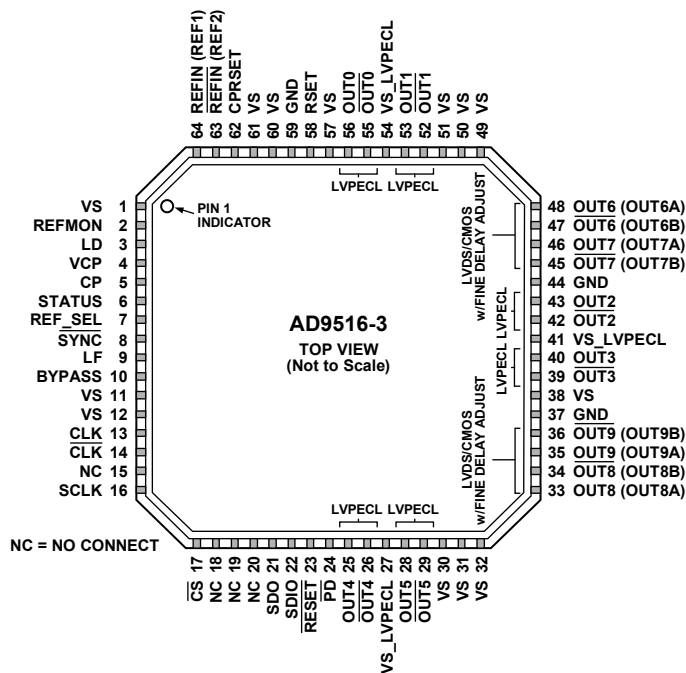 64 REFIN (REF1)
63 REFIN (REF2)
62 CPRSET
61 VS
60 VS
59 GND
58 RSET
57 VS
56 OUT0
55 OUT0
54 VS_LVPECL
53 OUT1
52 OUT1
51 VS
50 VS
49 VS
LVPECL LVPECL
VS 1
REFMON 2
LD 3
VCP 4
CP 5
STATUS 6
REF_SEL 7
SYNC 8
LF 9
BYPASS 10
VS 11
VS 12
CLK 13
CLK 14
NC 15
SCLK 16
PIN 1
INDICATOR
AD9516-3
TOP VIEW
(Not to Scale)
LVDS/CMOS
w/FINE DELAY ADJUST
LVPECL
LVPECL
LVDS/CMOS
w/FINE DELAY ADJUST
48 OUT6 (OUT6A)
47 OUT6 (OUT6B)
46 OUT7 (OUT7A)
45 OUT7 (OUT7B)
44 GND
43 OUT2
42 OUT2
41 VS_LVPECL
40 OUT3
39 OUT3
38 VS
37 GND
36 OUT9 (OUT9B)
35 OUT9 (OUT9A)
34 OUT8 (OUT8B)
33 OUT8 (OUT8A)
LVPECL LVPECL
NC = NO CONNECT
CS 17
NC 18
NC 19
NC 20
SDO 21
SDIO 22
RESET 23
PD 24
OUT4 25
OUT4 26
VS_LVPECL 27
OUT5 28
OUT5 29
VS 30
VS 31
VS 32